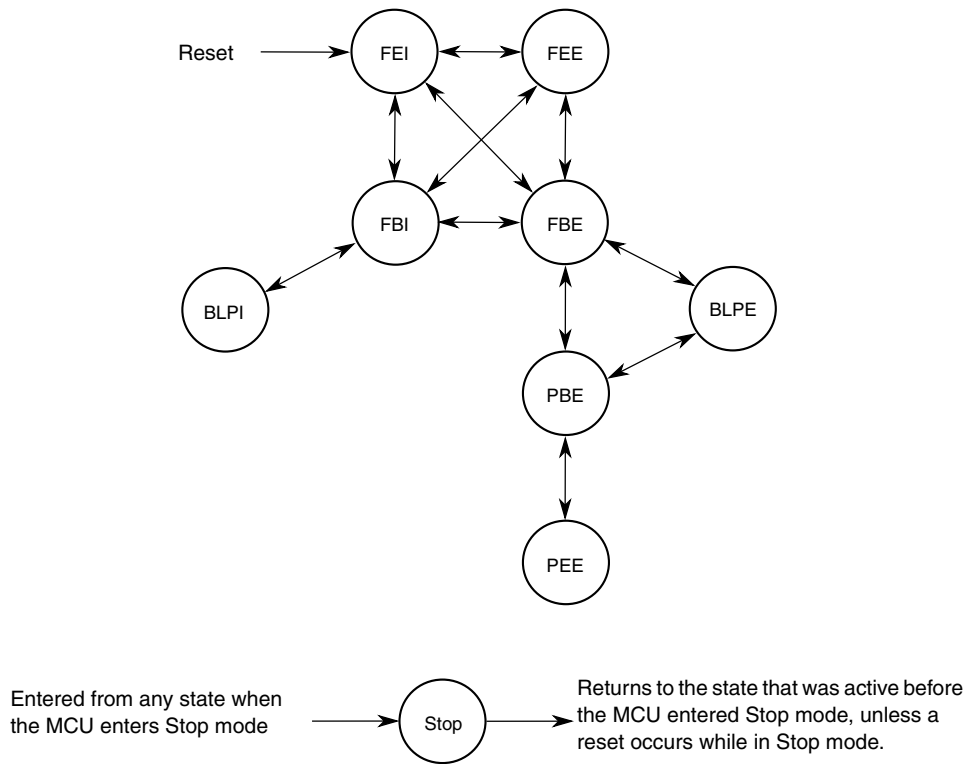 Reset
FEI
FEE
FBI
FBE
BLPI
BLPE
PBE
PEE
Entered from any state when
the MCU enters Stop mode
Stop
Returns to the state that was active before
the MCU entered Stop mode, unless a
reset occurs while in Stop mode.